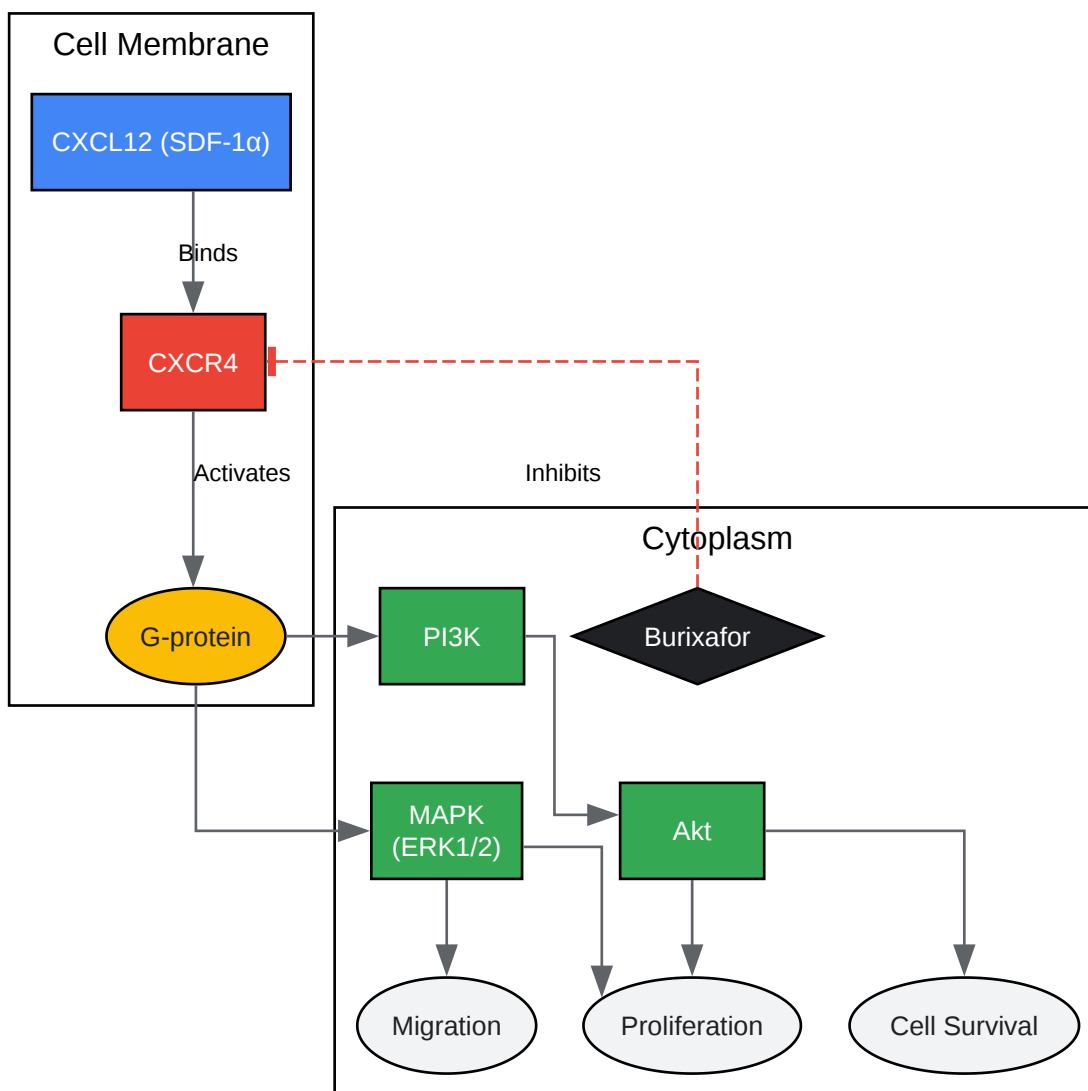 Cell Membrane
CXCL12 (SDF-1α)
Binds
CXCR4
Activates
Inhibits
Cytoplasm
G-protein
PI3K
Burixafor
MAPK
(ERK1/2)
Akt
Migration
Proliferation
Cell Survival